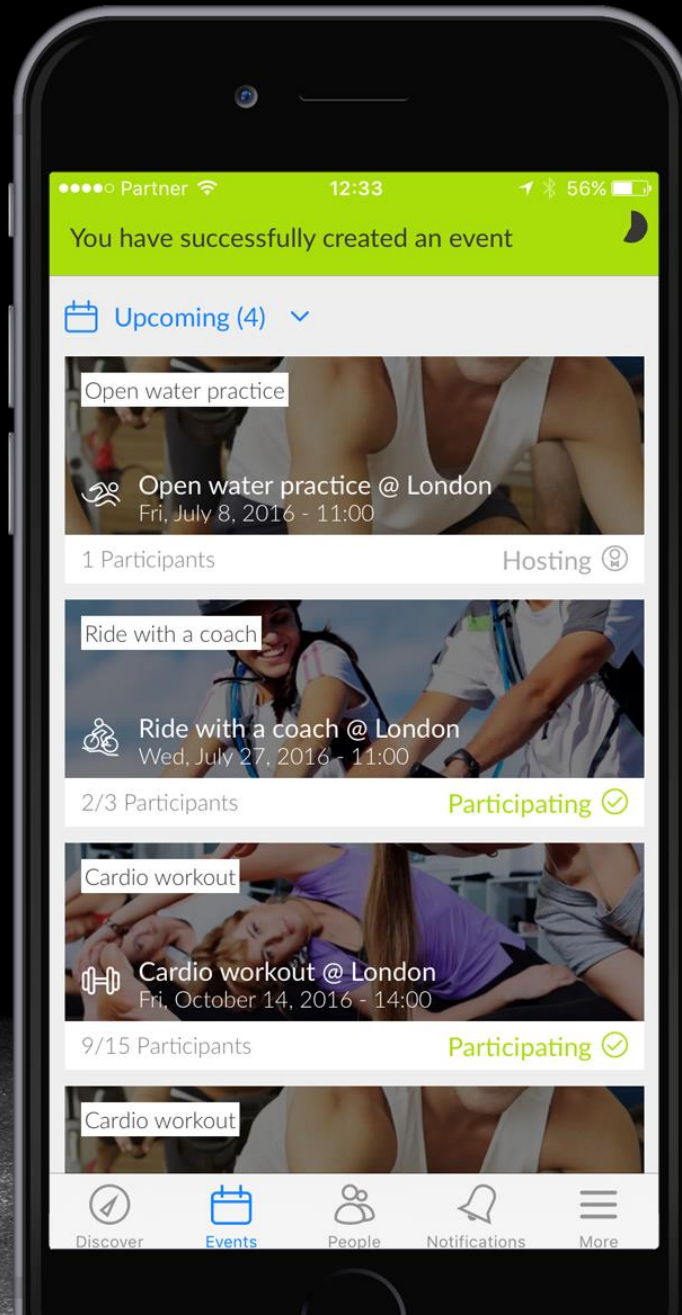 Partner 12:33 56%
You have successfully created an event
Upcoming (4)
Open water practice
Open water practice @ London
Fri, July 8, 2016 - 11:00
1 Participants Hosting
Ride with a coach
Ride with a coach @ London
Wed, July 27, 2016 - 11:00
2/3 Participants Participating
Cardio workout
Cardio workout @ London
Fri, October 14, 2016 - 14:00
9/15 Participants Participating
Cardio workout
Discover Events People Notifications More